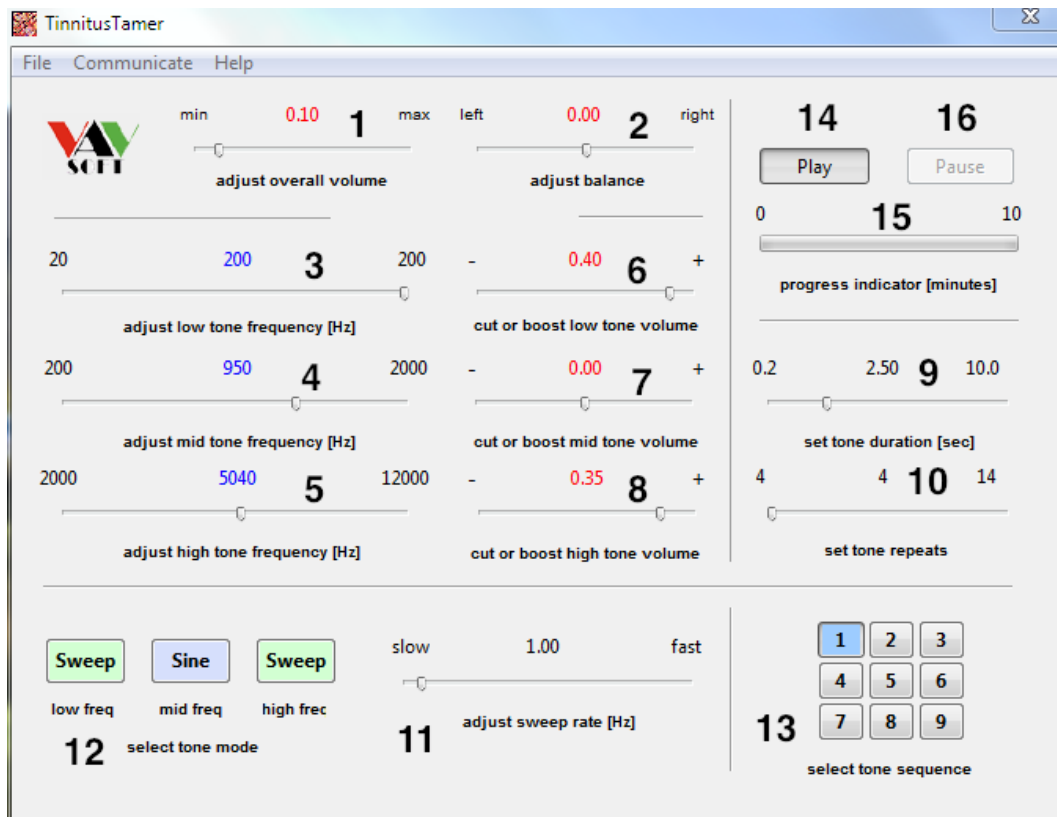 TinnitusTamer
X
File Communicate Help
VAV
SOFT
min 0.10 1 max
adjust overall volume
left 0.00 2 right
adjust balance
14 16
Play Pause
0 15 10
progress indicator [minutes]
20 200 3 200
adjust low tone frequency [Hz]
- 0.40 6 +
cut or boost low tone volume
200 950 4 2000
adjust mid tone frequency [Hz]
- 0.00 7 +
cut or boost mid tone volume
0.2 2.50 9 10.0
set tone duration [sec]
2000 5040 5 12000
adjust high tone frequency [Hz]
- 0.35 8 +
cut or boost high tone volume
4 4 10 14
set tone repeats
Sweep Sine Sweep
low freq mid freq high frec
12 select tone mode
slow 1.00 fast
11 adjust sweep rate [Hz]
1 2 3
4 5 6
7 8 9
13
select tone sequence